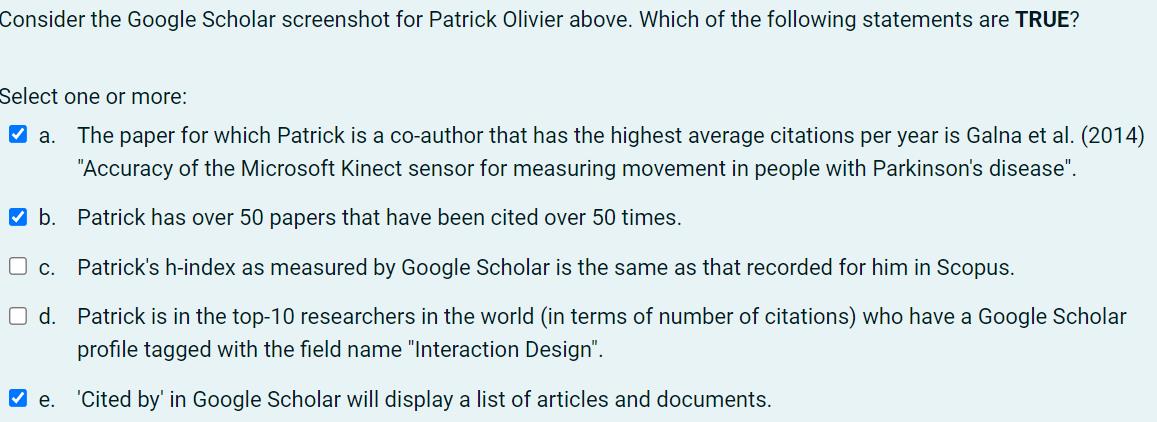 Consider the Google Scholar screenshot for Patrick Olivier above. Which of the following statements are TRUE?
Select one or more:
a. The paper for which Patrick is a co-author that has the highest average citations per year is Galna et al. (2014)
"Accuracy of the Microsoft Kinect sensor for measuring movement in people with Parkinson's disease".
b. Patrick has over 50 papers that have been cited over 50 times.
c. Patrick's h-index as measured by Google Scholar is the same as that recorded for him in Scopus.
d. Patrick is in the top-10 researchers in the world (in terms of number of citations) who have a Google Scholar
profile tagged with the field name "Interaction Design".
e. 'Cited by' in Google Scholar will display a list of articles and documents.